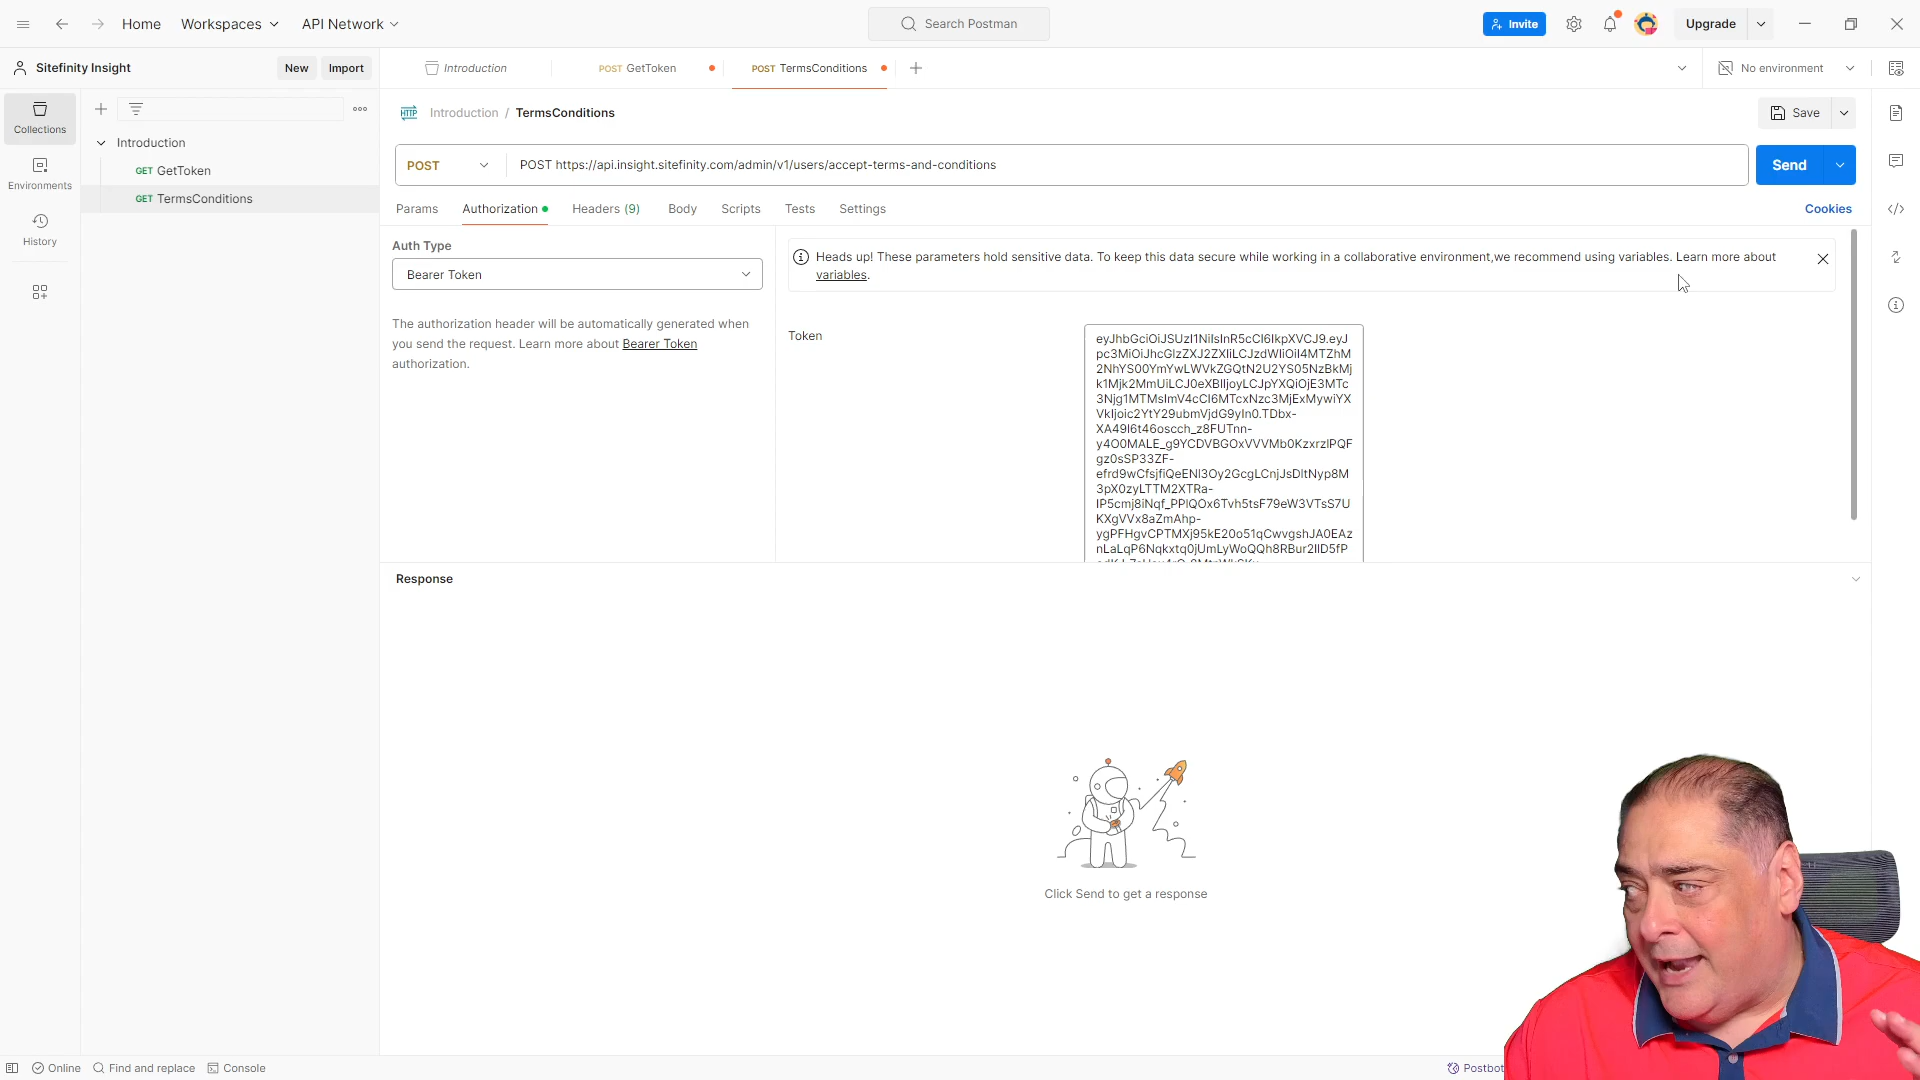 Home
Workspaces
API Network
Search Postman
Invite
Upgrade
Sitefinity Insight
New
Import
Introduction
POST GetToken
POST TermsConditions
No environment
Collections
Environments
History
Introduction
GET GetToken
GET TermsConditions
Introduction / TermsConditions
Save
POST
POST https://api.insight.sitefinity.com/admin/v1/users/accept-terms-and-conditions
Send
Params
Authorization
Headers (9)
Body
Scripts
Tests
Settings
Cookies
Auth Type
Bearer Token
The authorization header will be automatically generated when
you send the request. Learn more about Bearer Token
authorization.
Heads up! These parameters hold sensitive data. To keep this data secure while working in a collaborative environment,we recommend using variables. Learn more about
variables.
Token
Response
Click Send to get a response
Online
Find and replace
Console
Postbot